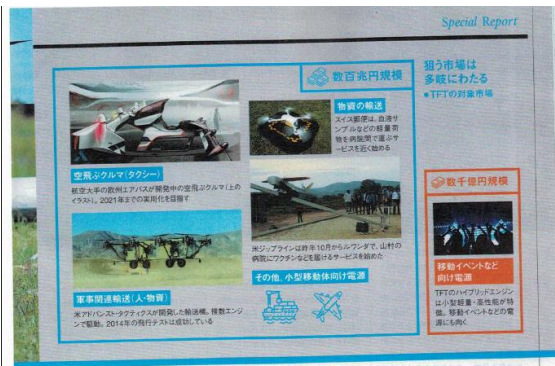 Special Report
狙う市場は
多岐にわたる
●TFTの対象市場
数百兆円規模
空飛ぶクルマ(タクシー)
航空大手の欧州エアバスが開発中の空飛ぶクルマ(上の
イラスト)。2021年までの実用化を目指す
物資の輸送
スイス郵便は、血液サ
ンプルなどの軽量荷
物を病院間で運ぶサ
ービスを近く始める
米ジップラインは昨年10月からルワンダで、山村の
病院にワクチンなどを届けるサービスを始めた
軍事関連輸送(人・物資)
米アドバンスト・タクティクスが開発した輸送機。複数エンジ
ンで駆動。2014年の飛行テストは成功している
その他、小型移動体向け電源
数千億円規模
移動イベントなど
向け電源
TFTのハイブリッドエンジン
は小型軽量・高性能が特
徴。移動イベントなどの電
源にも向く